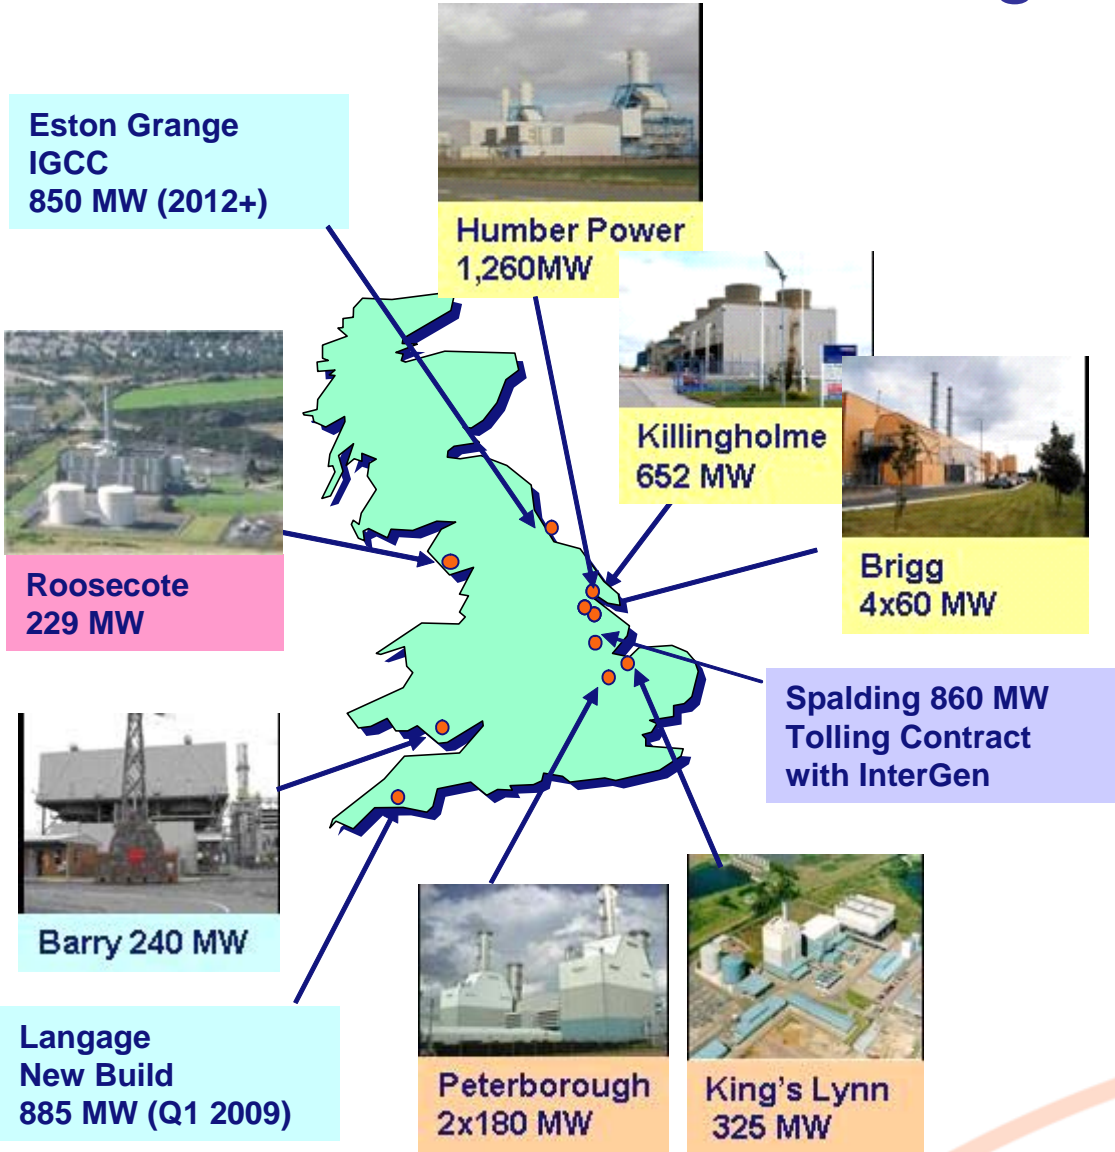 Eston Grange
IGCC
850 MW (2012+)
Humber Power
1,260MW
Killingholme
652 MW
Brigg
4x60 MW
Roosecote
229 MW
Spalding 860 MW
Tolling Contract
with InterGen
Barry 240 MW
Langage
New Build
885 MW (Q1 2009)
Peterborough
2x180 MW
King's Lynn
325 MW